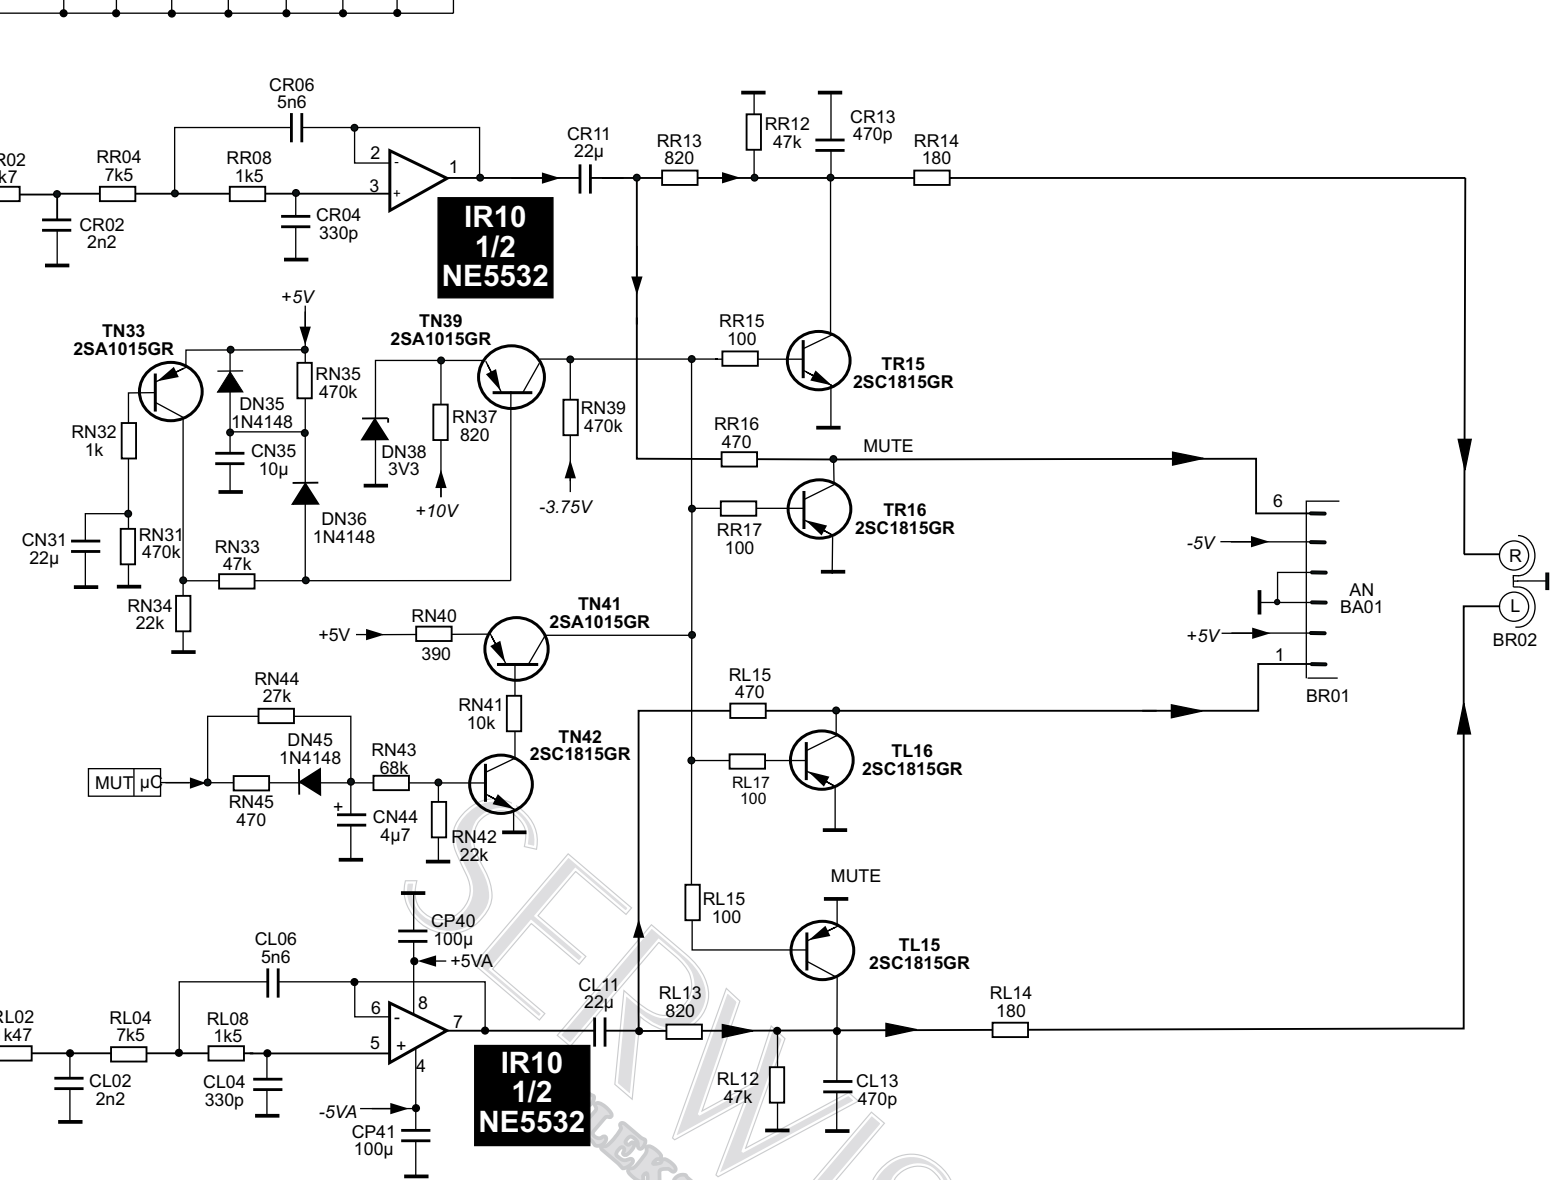 CR06
5n6
R02
k7
RR04
7k5
RR08
1k5
CR02
2n2
CR04
330p
2
-
3
+
1
IR10
1/2
NE5532
CR11
22µ
RR13
820
RR12
47k
CR13
470p
RR14
180
+5V
TN33
2SA1015GR
TN39
2SA1015GR
RN35
470k
DN35
1N4148
RN32
1k
CN35
10µ
RN37
820
DN38
3V3
RN39
470k
+10V
-3.75V
CN31
22µ
RN31
470k
DN36
1N4148
RN33
47k
RN34
22k
RR15
100
TR15
2SC1815GR
RR16
470
MUTE
RR17
100
TR16
2SC1815GR
6
-5V
AN
BA01
+5V
1
BR01
R
L
BR02
TN41
2SA1015GR
+5V
RN40
390
RN41
10k
RN44
27k
DN45
1N4148
MUT µC
RN45
470
RN43
68k
TN42
2SC1815GR
+
CN44
4µ7
RN42
22k
RL15
470
TL16
2SC1815GR
RL17
100
MUTE
RL15
100
TL15
2SC1815GR
CP40
100µ
+5VA
CL06
5n6
RL02
k47
RL04
7k5
RL08
1k5
CL02
2n2
CL04
330p
6
-
5
+
8
7
4
-5VA
CP41
100µ
IR10
1/2
NE5532
CL11
22µ
RL13
820
RL12
47k
CL13
470p
RL14
180